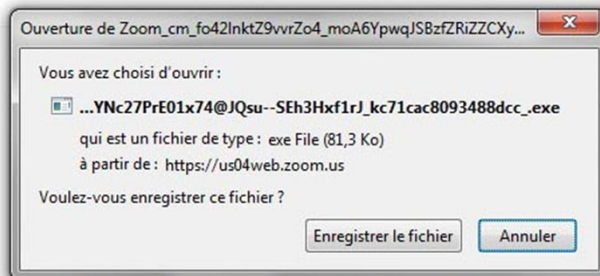 Ouverture de Zoom_cm_fo42lnktZ9vvrZo4_moA6YpwqJSBzfZRiZZCXy...
Vous avez choisi d'ouvrir :
...YNc27PrE01x74@JQsu--SEh3Hxf1rJ_kc71cac8093488dcc_.exe
qui est un fichier de type : exe File (81,3 Ko)
à partir de : https://us04web.zoom.us
Voulez-vous enregistrer ce fichier ?
Enregistrer le fichier Annuler